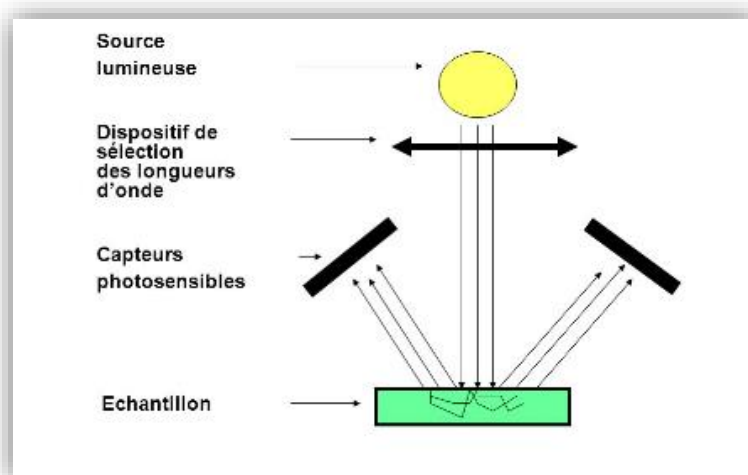 Source
lumineuse
Dispositif de
sélection
des longueurs
d'onde
Capteurs
photosensibles
Echantillon